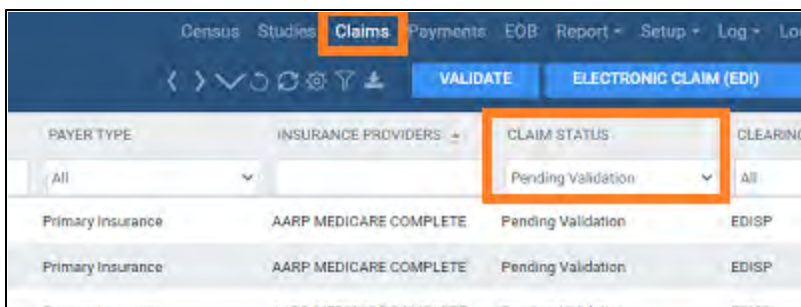 Census Studies Claims Payments EOB Report Setup Log
VALIDATE ELECTRONIC CLAIM (EDI)
PAYER TYPE INSURANCE PROVIDERS CLAIM STATUS CLEARING
All Pending Validation All
Primary Insurance AARP MEDICARE COMPLETE Pending Validation EDISP
Primary Insurance AARP MEDICARE COMPLETE Pending Validation EDISP